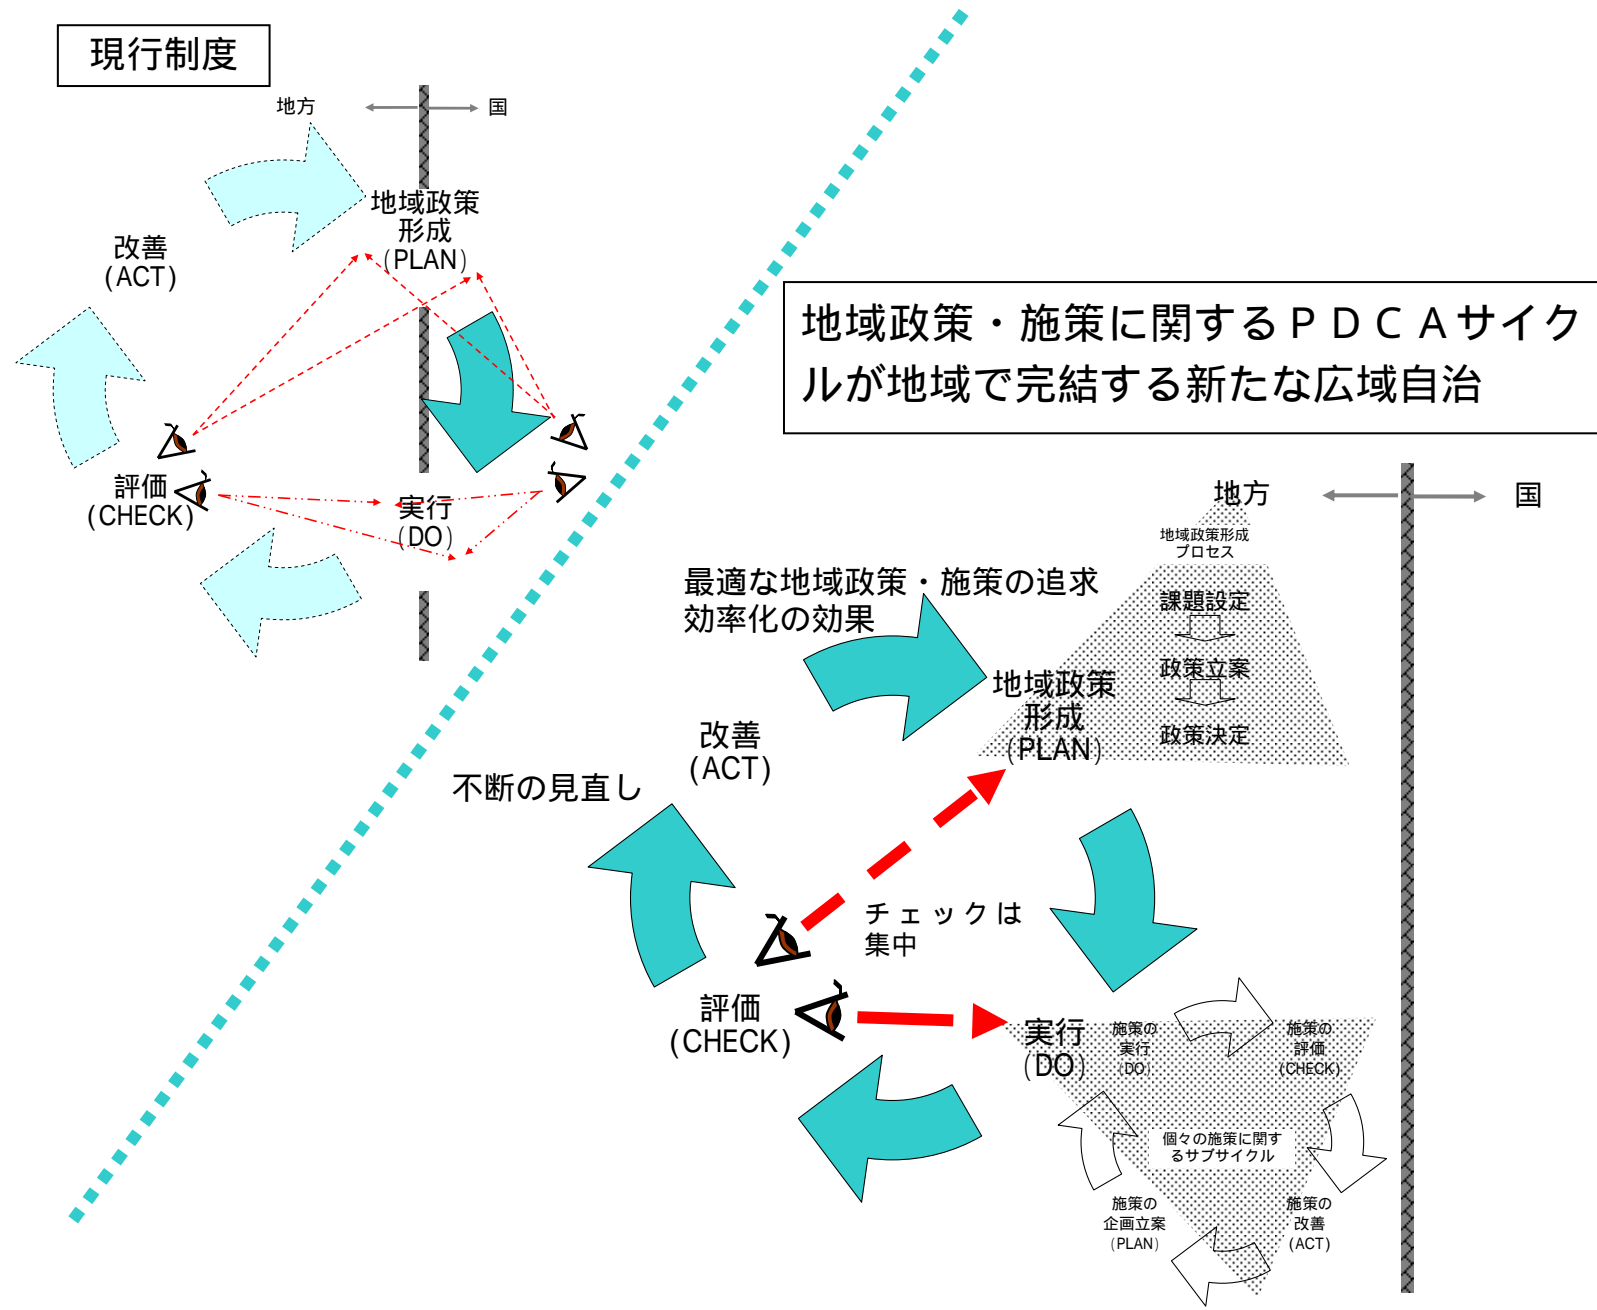 現行制度
地方
国
地域政策
形成
(PLAN)
改善
(ACT)
評価
(CHECK)
実行
(DO)
地域政策・施策に関するＰＤＣＡサイク
ルが地域で完結する新たな広域自治
地方
国
地域政策形成
プロセス
課題設定
政策立案
政策決定
最適な地域政策・施策の追求
効率化の効果
地域政策
形成
(PLAN)
改善
(ACT)
不断の見直し
チェックは
集中
評価
(CHECK)
実行
(DO)
施策の
実行
(DO)
施策の
評価
(CHECK)
個々の施策に関す
るサブサイクル
施策の
企画立案
(PLAN)
施策の
改善
(ACT)